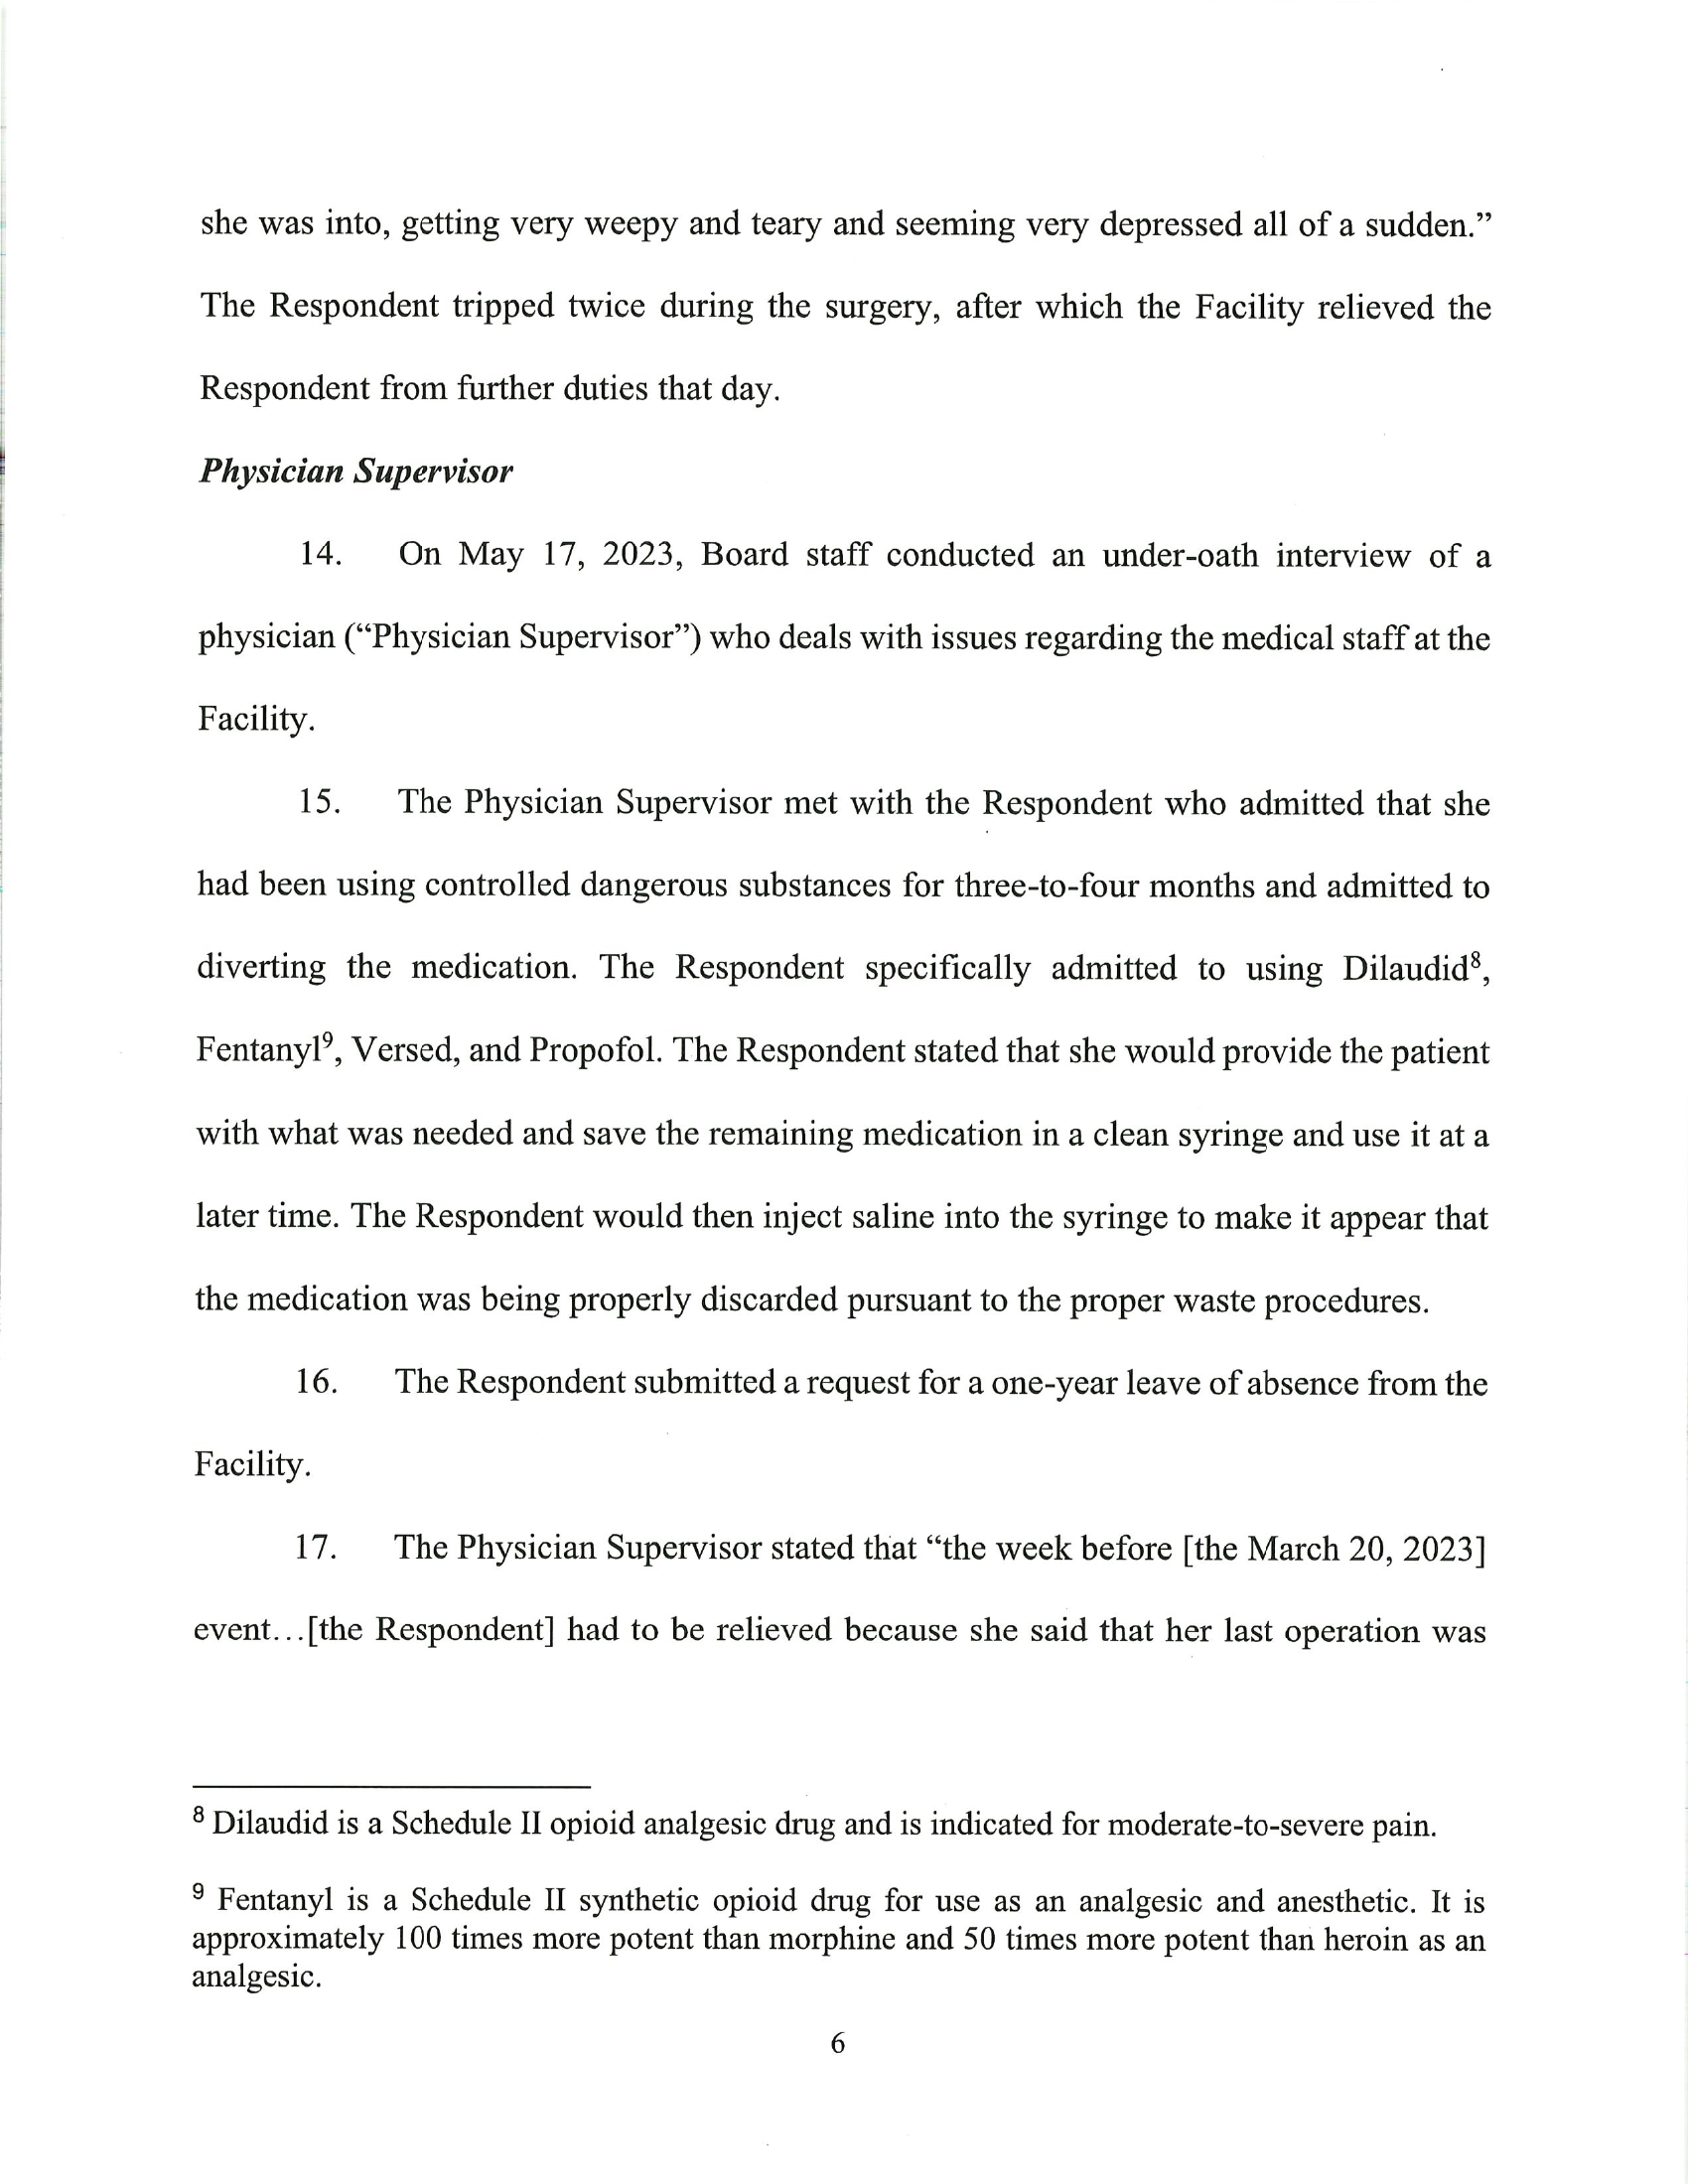 she was into, getting very weepy and teary and seeming very depressed all of a sudden.”
The Respondent tripped twice during the surgery, after which the Facility relieved the
Respondent from further duties that day.
Physician Supervisor
14. On May 17, 2023, Board staff conducted an under-oath interview of a
physician (“Physician Supervisor”) who deals with issues regarding the medical staff at the
Facility.
15. The Physician Supervisor met with the Respondent who admitted that she
had been using controlled dangerous substances for three-to-four months and admitted to
diverting the medication. The Respondent specifically admitted to using Dilaudid⁸,
Fentanyl⁹, Versed, and Propofol. The Respondent stated that she would provide the patient
with what was needed and save the remaining medication in a clean syringe and use it at a
later time. The Respondent would then inject saline into the syringe to make it appear that
the medication was being properly discarded pursuant to the proper waste procedures.
16. The Respondent submitted a request for a one-year leave of absence from the
Facility.
17. The Physician Supervisor stated that “the week before [the March 20, 2023]
event…[the Respondent] had to be relieved because she said that her last operation was
⁸ Dilaudid is a Schedule II opioid analgesic drug and is indicated for moderate-to-severe pain.
⁹ Fentanyl is a Schedule II synthetic opioid drug for use as an analgesic and anesthetic. It is
approximately 100 times more potent than morphine and 50 times more potent than heroin as an
analgesic.
6